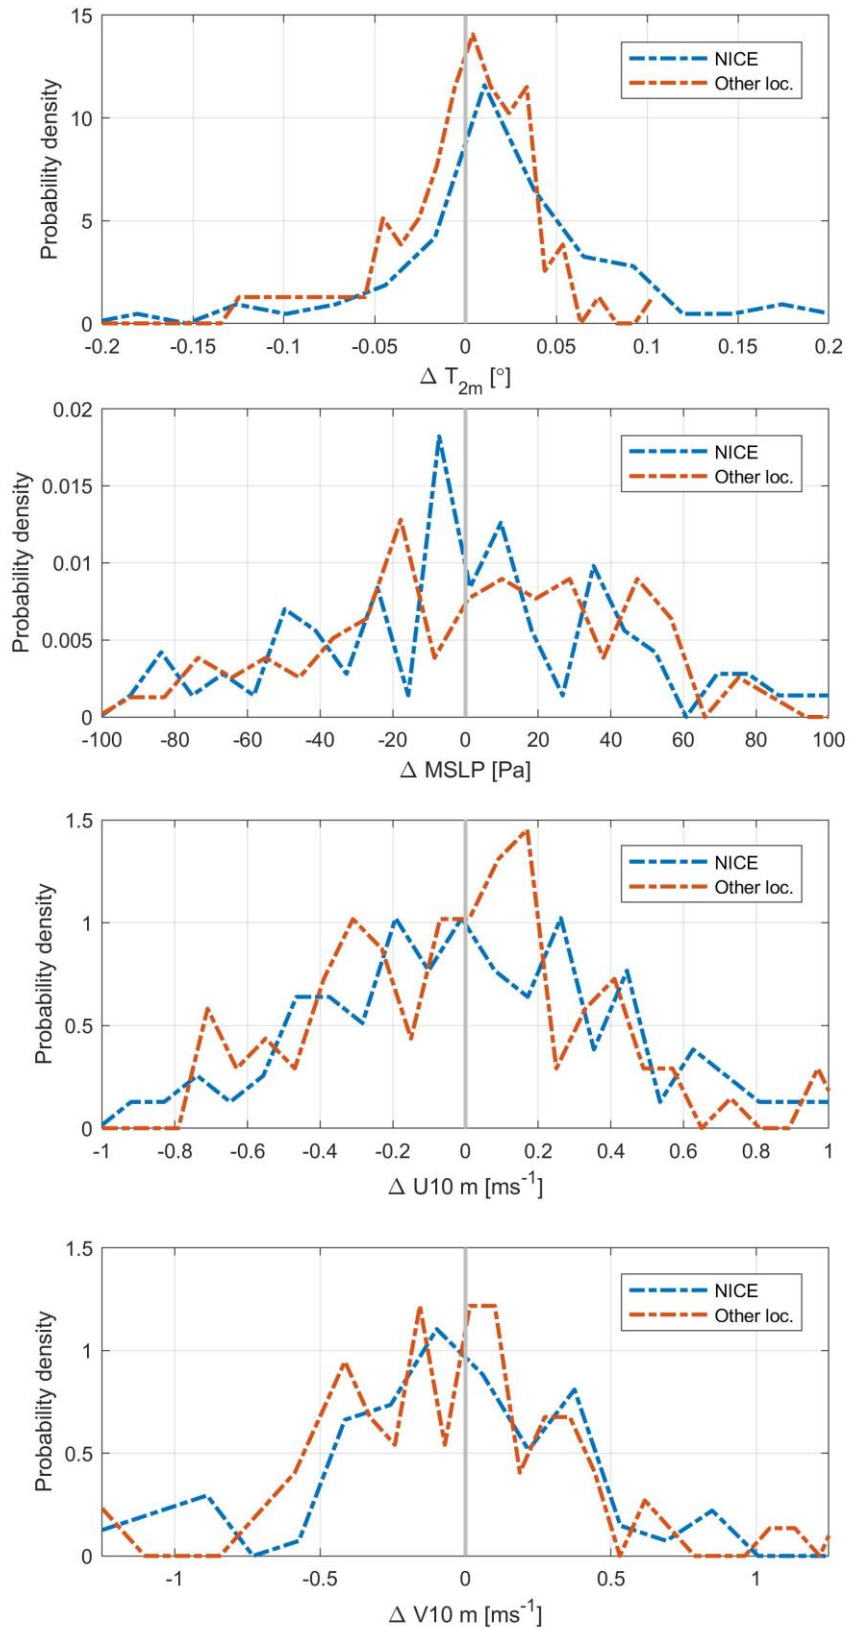 15
10
5
0
Probability density
NICE
Other loc.
-0.2 -0.15 -0.1 -0.05 0 0.05 0.1 0.15 0.2
Δ T2m [°]
0.02
0.015
0.01
0.005
0
Probability density
NICE
Other loc.
-100 -80 -60 -40 -20 0 20 40 60 80 100
Δ MSLP [Pa]
1.5
1
0.5
0
Probability density
NICE
Other loc.
-1 -0.8 -0.6 -0.4 -0.2 0 0.2 0.4 0.6 0.8 1
Δ U10 m [ms-1]
1.5
1
0.5
0
Probability density
NICE
Other loc.
-1 -0.5 0 0.5 1
Δ V10 m [ms-1]